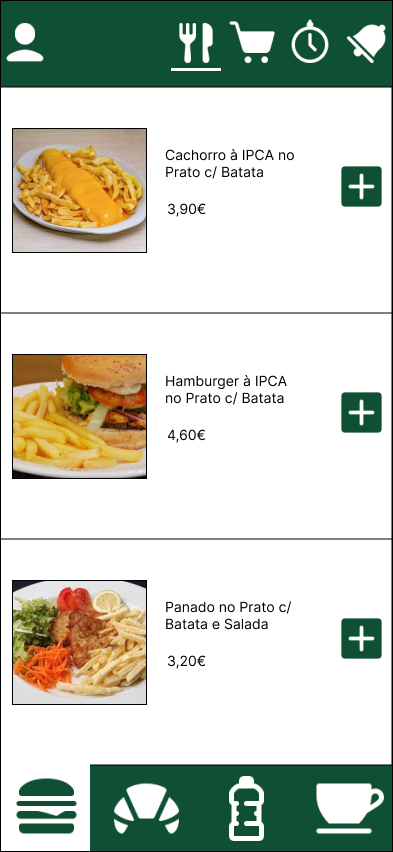 Cachorro à IPCA no
Prato c/ Batata
3,90€
Hamburger à IPCA
no Prato c/ Batata
4,60€
Panado no Prato c/
Batata e Salada
3,20€